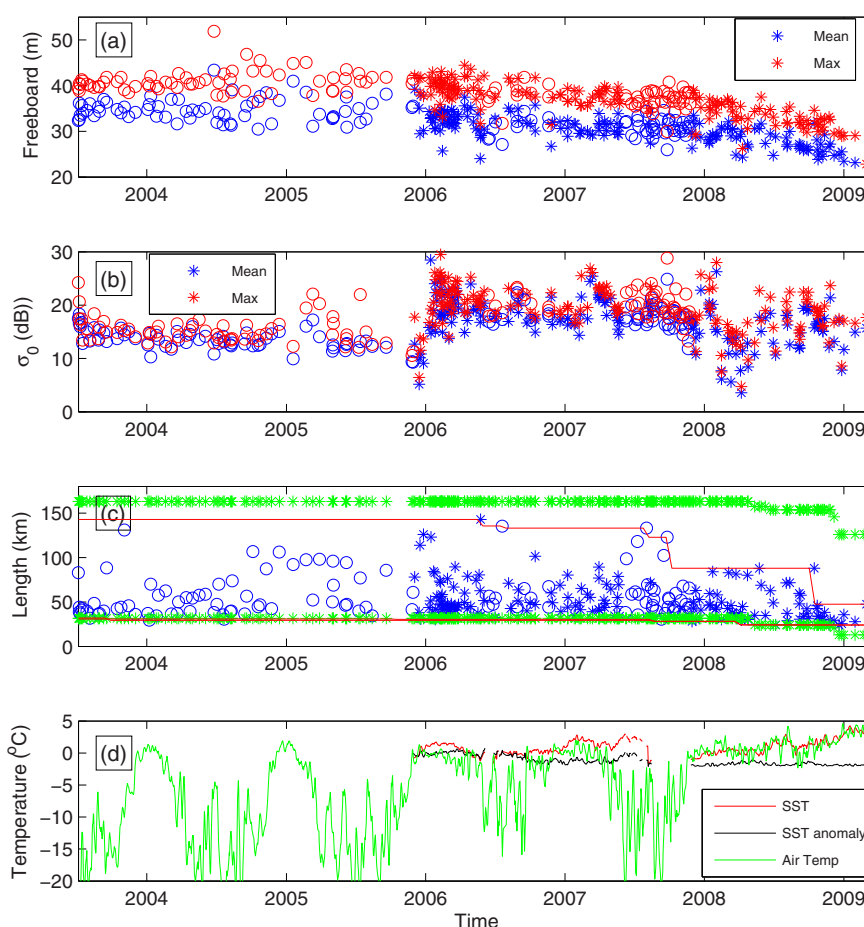 50
40
30
20
Freeboard (m)
(a)
Mean
Max
2004 2005 2006 2007 2008 2009
30
20
10
0
σ0 (dB))
(b)
Mean
Max
2004 2005 2006 2007 2008 2009
150
100
50
0
Length (km)
(c)
2004 2005 2006 2007 2008 2009
5
0
−5
−10
−15
−20
Temperature (⁰C)
(d)
SST
SST anomaly
Air Temp
2004 2005 2006 2007 2008 2009
Time